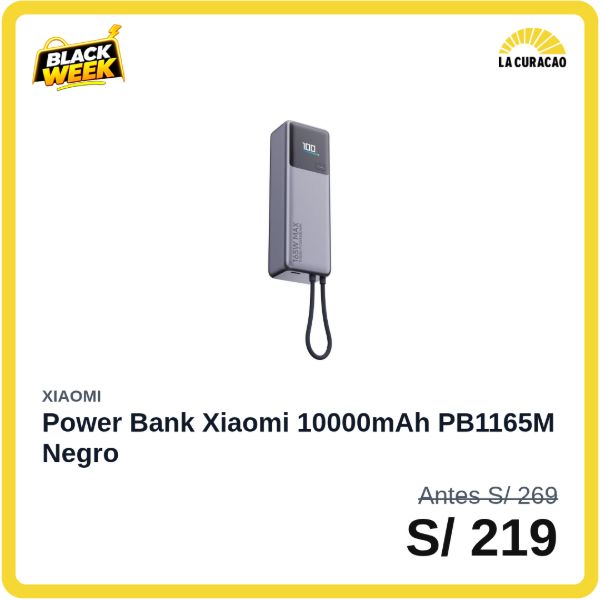 BLACK
WEEK
LA CURACAO
100
165W MAX
XIAOMI
Power Bank Xiaomi 10000mAh PB1165M
Negro
Antes S/ 269
S/ 219